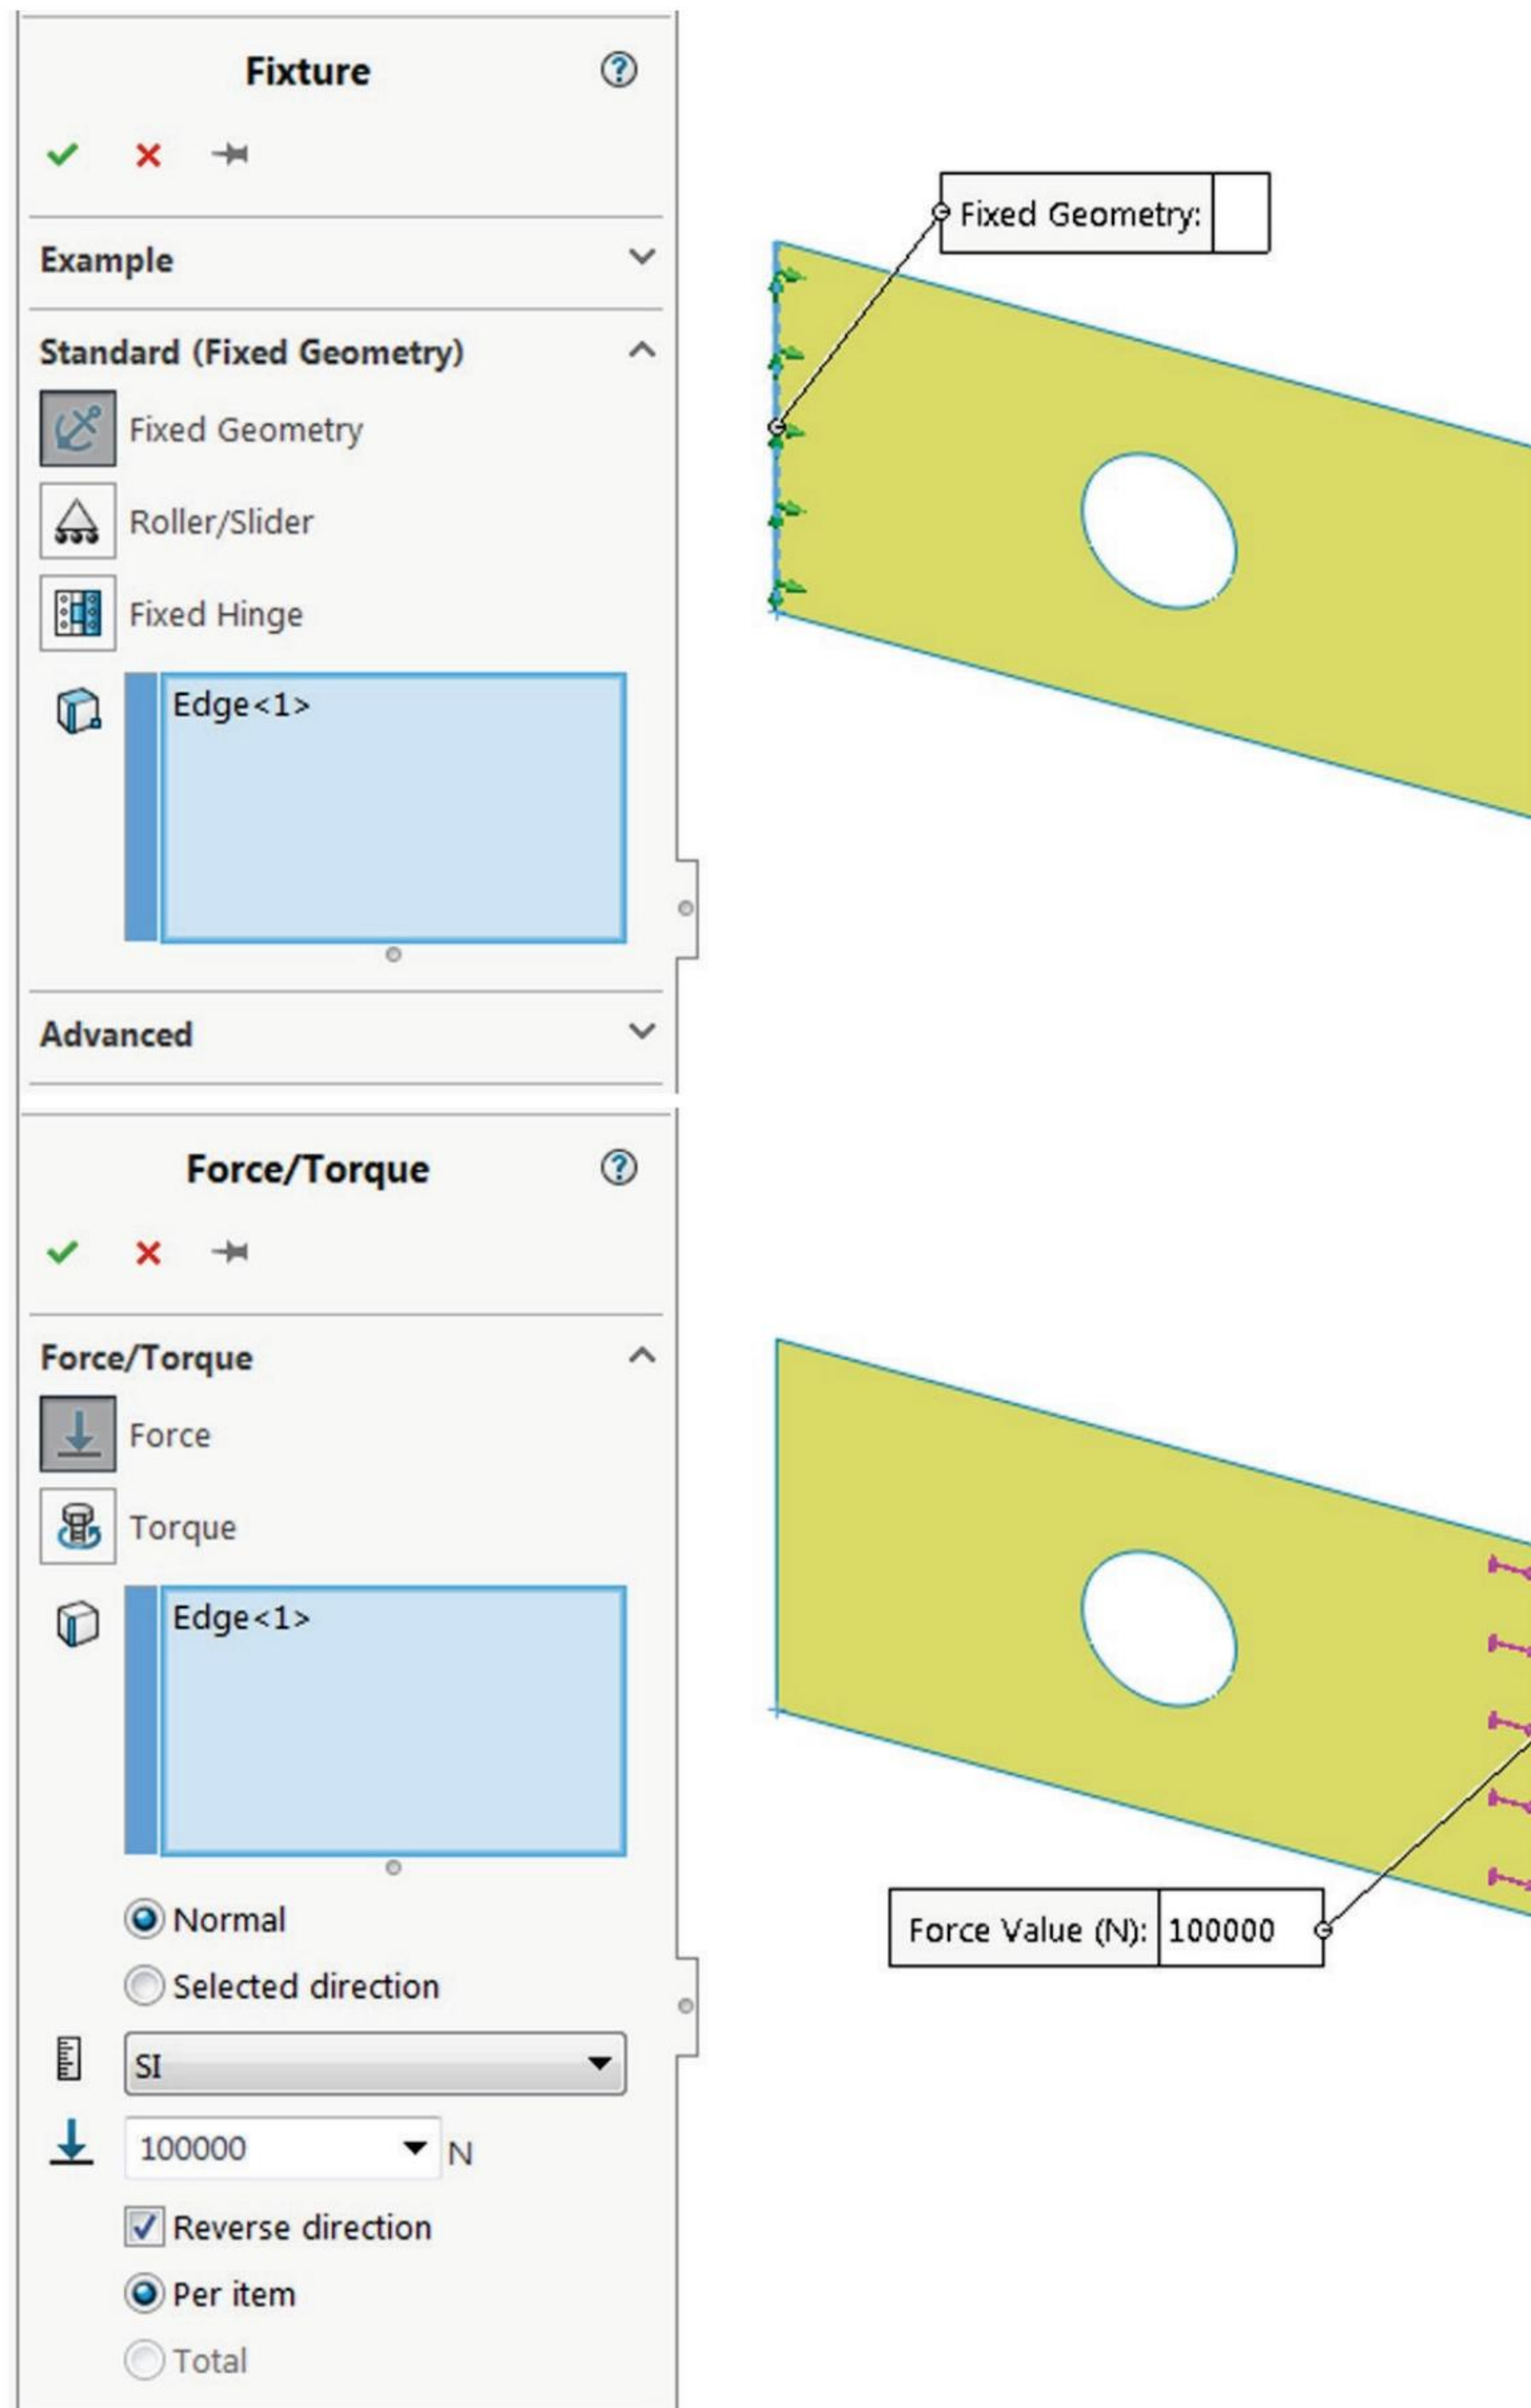 Fixture
Fixed Geometry:
Example
Standard (Fixed Geometry)
Fixed Geometry
Roller/Slider
Fixed Hinge
Edge<1>
Advanced
Force/Torque
Force/Torque
Force
Torque
Edge<1>
Force Value (N): 100000
Normal
Selected direction
SI
100000 N
Reverse direction
Per item
Total